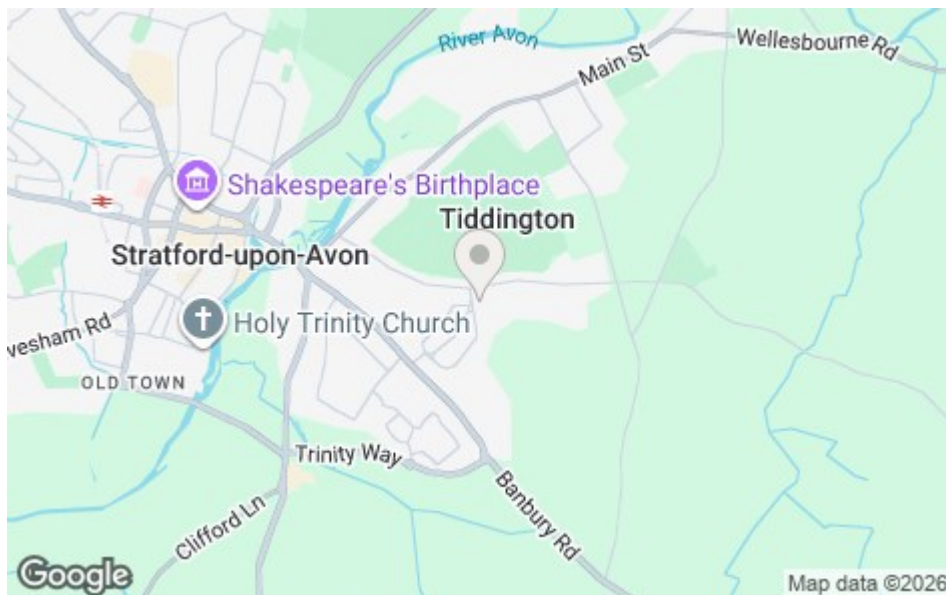 River Avon
Main St
Wellesbourne Rd
Shakespeare's Birthplace
Tiddington
Stratford-upon-Avon
Holy Trinity Church
vesham Rd
OLD TOWN
Trinity Way
Banbury Rd
Clifford Ln
Google
Map data ©2026